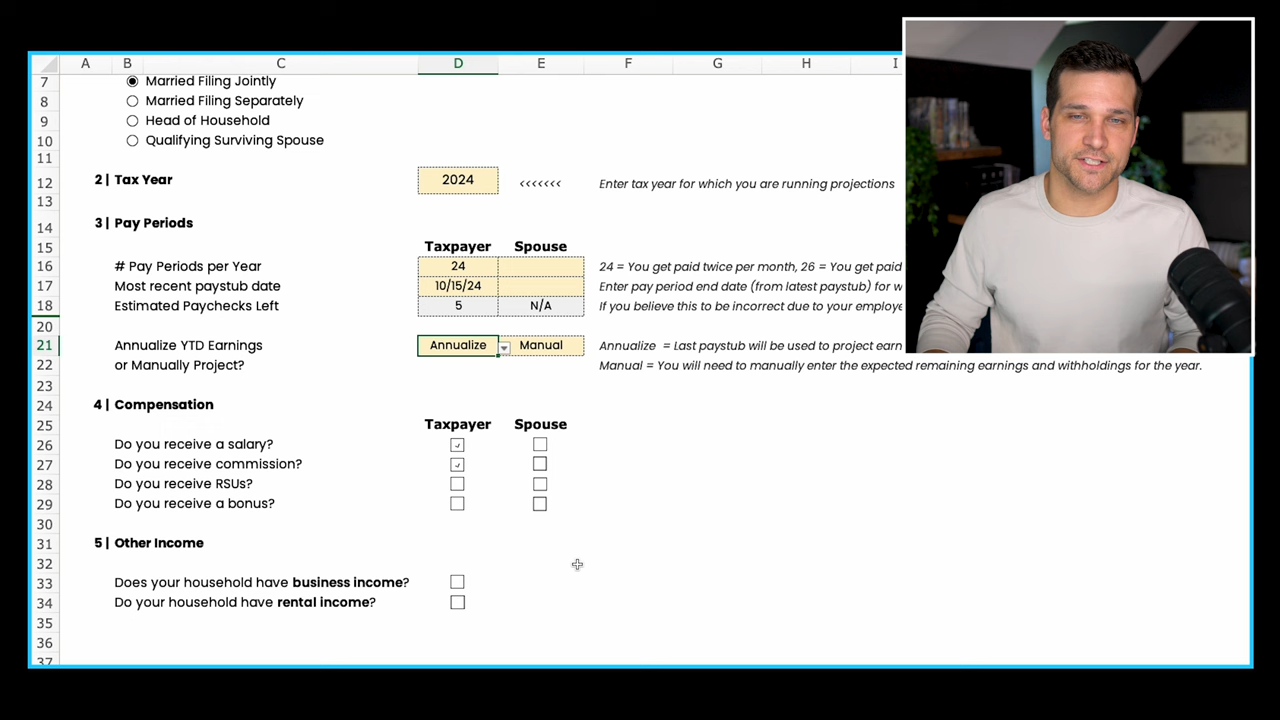 A B C D E F G H I
7 Married Filing Jointly
8 Married Filing Separately
9 Head of Household
10 Qualifying Surviving Spouse
11
12 2 | Tax Year 2024 <<<<<<< Enter tax year for which you are running projections
13
14 3 | Pay Periods
15 Taxpayer Spouse
16 # Pay Periods per Year 24 24 = You get paid twice per month, 26 = You get paid
17 Most recent paystub date 10/15/24 Enter pay period end date (from latest paystub) for w
18 Estimated Paychecks Left 5 N/A If you believe this to be incorrect due to your employe
20
21 Annualize YTD Earnings Annualize Manual Annualize = Last paystub will be used to project earn
22 or Manually Project? Manual = You will need to manually enter the expected remaining earnings and withholdings for the year.
23
24 4 | Compensation
25 Taxpayer Spouse
26 Do you receive a salary?
27 Do you receive commission?
28 Do you receive RSUs?
29 Do you receive a bonus?
30
31 5 | Other Income
32
33 Does your household have business income?
34 Do your household have rental income?
35
36
37